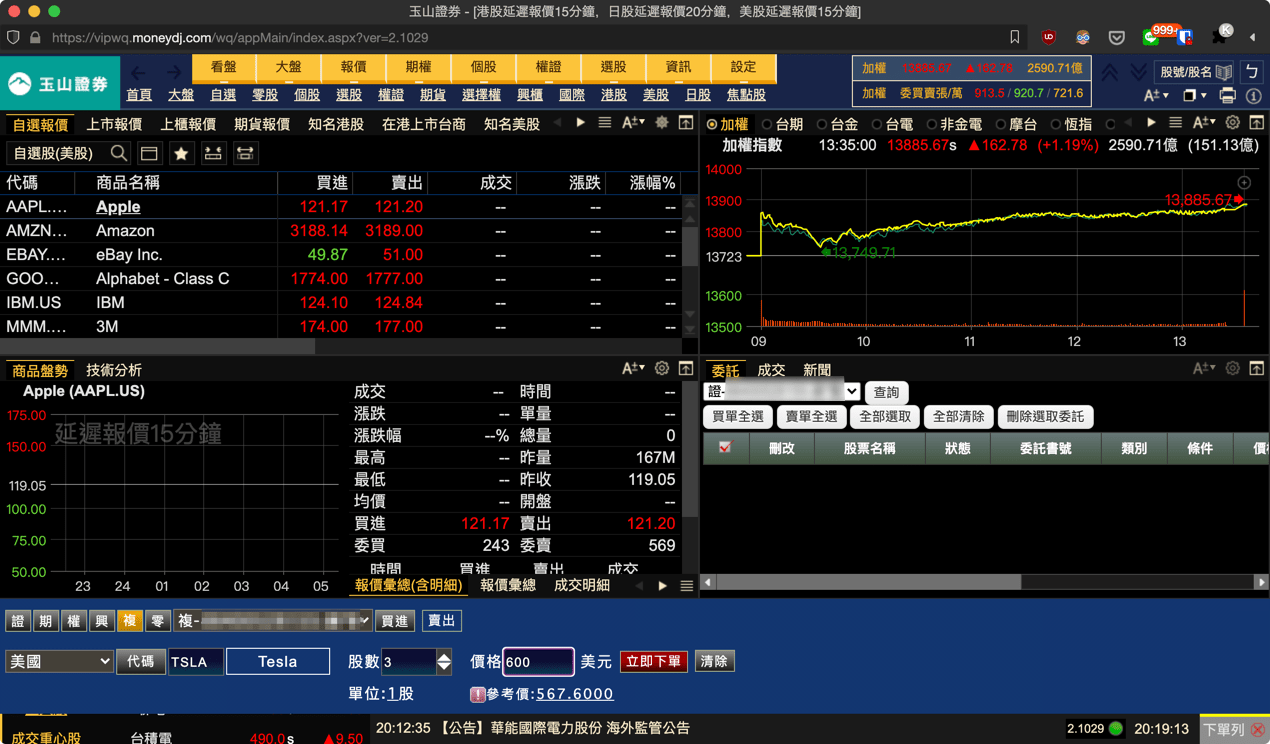 玉山證券 - [港股延遲報價15分鐘，日股延遲報價20分鐘，美股延遲報價15分鐘]
https://vipwq.moneydj.com/wq/appMain/index.aspx?ver=2.1029
999+
K
玉山證券
看盤 大盤 報價 期權 個股 權證 選股 資訊 設定
首頁 大盤 自選 零股 個股 選股 權證 期貨 選擇權 興櫃 國際 港股 美股 日股 焦點股
加權 13885.67 ▲162.78 2590.71億
加權 委買賣張/萬 913.5/920.7/721.6
股號/股名
自選報價 上市報價 上櫃報價 期貨報價 知名港股 在港上市台商 知名美股
自選股(美股)
代碼 商品名稱 買進 賣出 成交 漲跌 漲幅%
AAPL.... Apple 121.17 121.20 -- -- --
AMZN... Amazon 3188.14 3189.00 -- -- --
EBAY.... eBay Inc. 49.87 51.00 -- -- --
GOO... Alphabet - Class C 1774.00 1777.00 -- -- --
IBM.US IBM 124.10 124.84 -- -- --
MMM.... 3M 174.00 177.00 -- -- --
加權 台期 台金 台電 非金電 摩台 恆指
加權指數 13:35:00 13885.67s ▲162.78 (+1.19%) 2590.71億 (151.13億)
14000
13900
13,885.67
13800
13,749.71
13723
13600
13500
09 10 11 12 13
商品盤勢 技術分析
Apple (AAPL.US)
延遲報價15分鐘
175.00
150.00
119.05
100.00
75.00
50.00
23 24 01 02 03 04 05
成交 -- 時間 --
漲跌 -- 單量 --
漲跌幅 --% 總量 0
最高 -- 昨量 167M
最低 -- 昨收 119.05
均價 -- 開盤 --
買進 121.17 賣出 121.20
委買 243 委賣 569
時間 買進 賣出 成交
報價彙總(含明細) 報價彙總 成交明細
委託 成交 新聞
證- 查詢
買單全選 賣單全選 全部選取 全部清除 刪除選取委託
刪改 股票名稱 狀態 委託書號 類別 條件
證 期 權 興 複 零 複- 買進 賣出
美國 代碼 TSLA Tesla 股數 3 價格 600 美元 立即下單 清除
單位:1股 參考價:567.6000
成交重心股 台積電 490.0s ▲9.50
20:12:35 【公告】華能國際電力股份 海外監管公告
2.1029 20:19:13 下單列